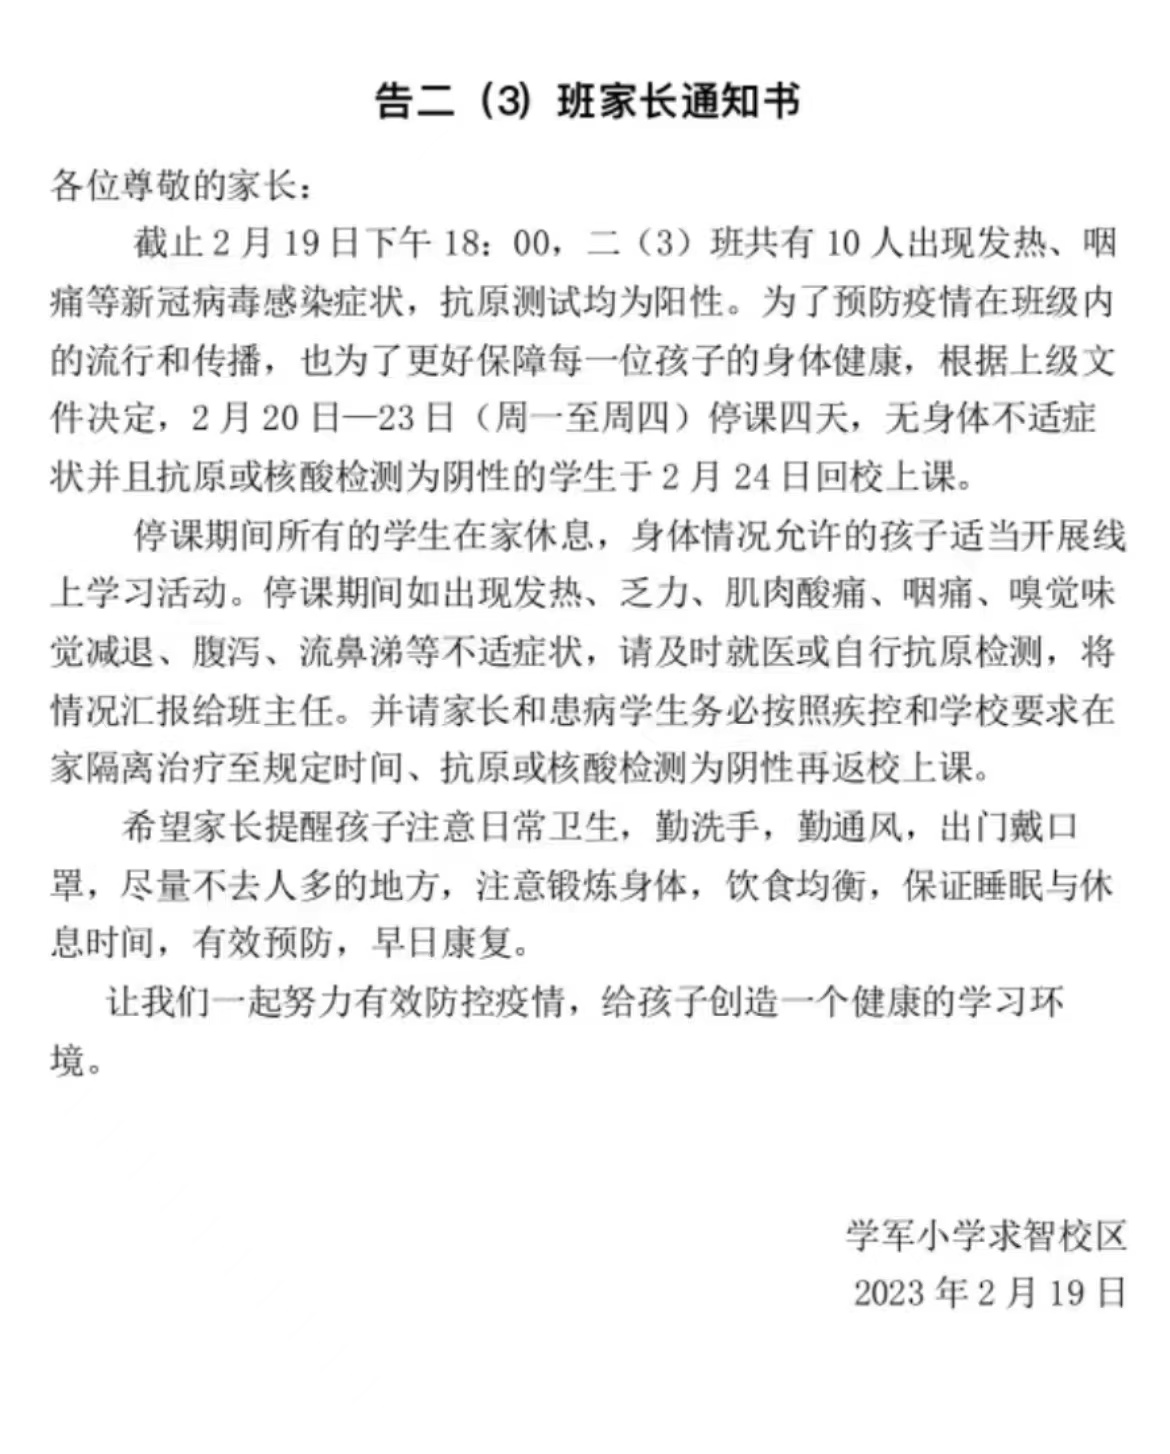 告二（3）班家长通知书
各位尊敬的家长：
截止 2 月 19 日下午 18：00，二（3）班共有 10 人出现发热、咽
痛等新冠病毒感染症状，抗原测试均为阳性。为了预防疫情在班级内
的流行和传播，也为了更好保障每一位孩子的身体健康，根据上级文
件决定，2 月 20 日—23 日（周一至周四）停课四天，无身体不适症
状并且抗原或核酸检测为阴性的学生于 2 月 24 日回校上课。
停课期间所有的学生在家休息，身体情况允许的孩子适当开展线
上学习活动。停课期间如出现发热、乏力、肌肉酸痛、咽痛、嗅觉味
觉减退、腹泻、流鼻涕等不适症状，请及时就医或自行抗原检测，将
情况汇报给班主任。并请家长和患病学生务必按照疾控和学校要求在
家隔离治疗至规定时间、抗原或核酸检测为阴性再返校上课。
希望家长提醒孩子注意日常卫生，勤洗手，勤通风，出门戴口
罩，尽量不去人多的地方，注意锻炼身体，饮食均衡，保证睡眠与休
息时间，有效预防，早日康复。
让我们一起努力有效防控疫情，给孩子创造一个健康的学习环
境。
学军小学求智校区
2023 年 2 月 19 日